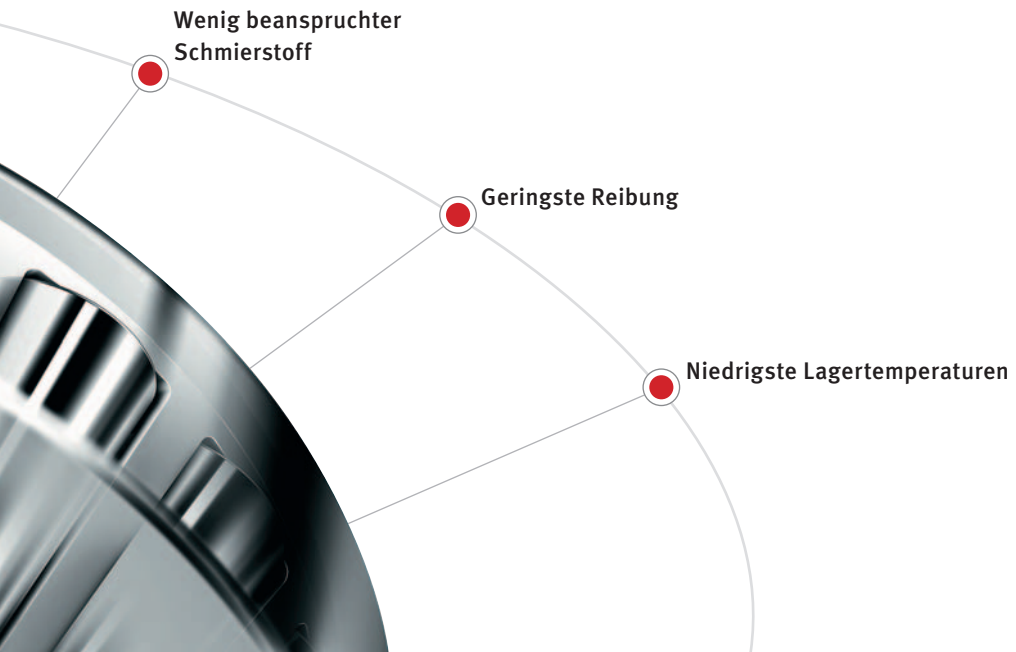 Wenig beanspruchter
Schmierstoff
Geringste Reibung
Niedrigste Lagertemperaturen